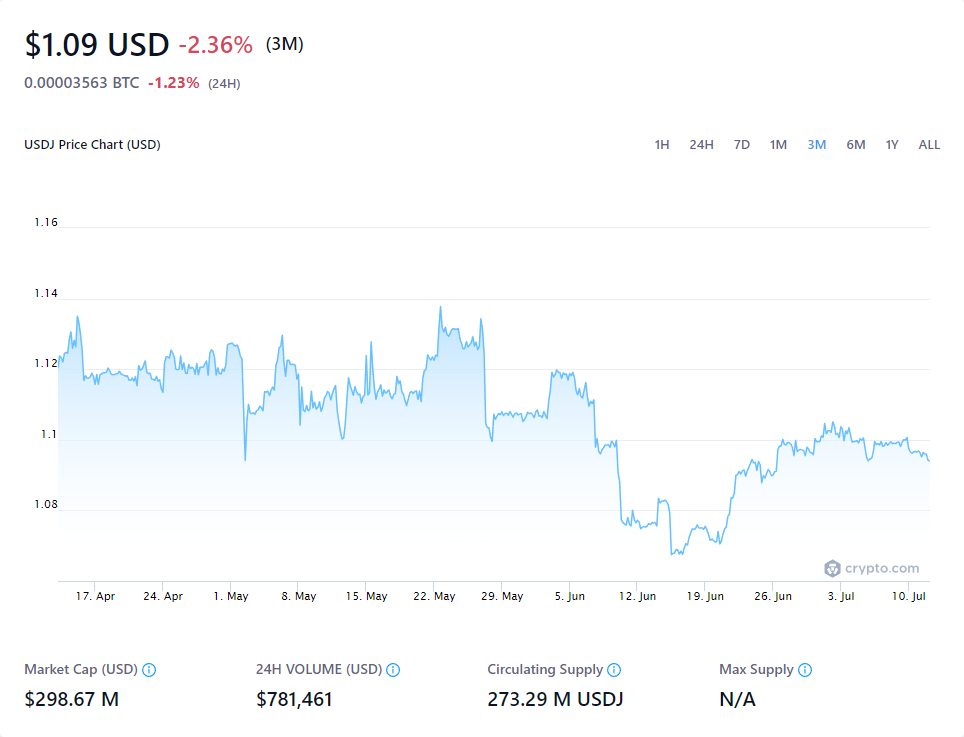 $1.09 USD -2.36% (3M)
0.00003563 BTC -1.23% (24H)
USDJ Price Chart (USD) 1H 24H 7D 1M 3M 6M 1Y ALL
1.16
1.14
1.12
1.1
1.08
crypto.com
17. Apr 24. Apr 1. May 8. May 15. May 22. May 29. May 5. Jun 12. Jun 19. Jun 26. Jun 3. Jul 10. Jul
Market Cap (USD) 24H VOLUME (USD) Circulating Supply Max Supply
$298.67 M $781,461 273.29 M USDJ N/A